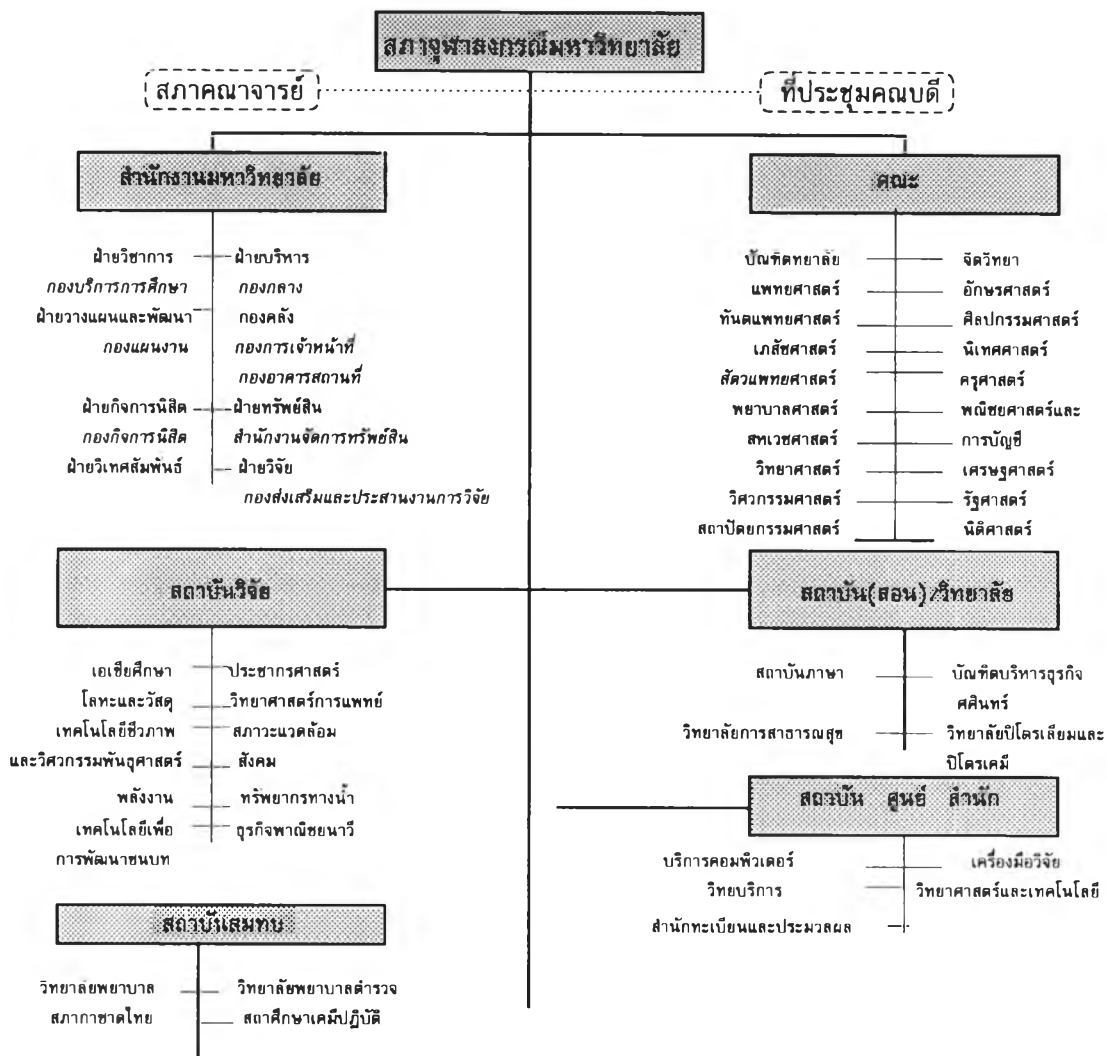 สภาจุฬาลงกรณ์มหาวิทยาลัย
สภาคณาจารย์
ที่ประชุมคณบดี
สำนักงานมหาวิทยาลัย
ฝ่ายวิชาการ ฝ่ายบริหาร
กองบริการการศึกษา กองกลาง
ฝ่ายวางแผนและพัฒนา กองคลัง
กองแผนงาน กองการเจ้าหน้าที่
กองอาคารสถานที่
ฝ่ายกิจการนิสิต ฝ่ายทรัพย์สิน
กองกิจการนิสิต สำนักงานจัดการทรัพย์สิน
ฝ่ายวิเทศสัมพันธ์ ฝ่ายวิจัย
กองส่งเสริมและประสานงานการวิจัย
คณะ
บัณฑิตทยาลัย จิตวิทยา
แพทยศาสตร์ อักษรศาสตร์
ทันตแพทยศาสตร์ ศิลปกรรมศาสตร์
เภสัชศาสตร์ นิเทศศาสตร์
สัตวแพทยศาสตร์ ครุศาสตร์
พยาบาลศาสตร์ พณิชยศาสตร์และ
สหเวชศาสตร์ การบัญชี
วิทยาศาสตร์ เศรษฐศาสตร์
วิศวกรรมศาสตร์ รัฐศาสตร์
สถาปัตยกรรมศาสตร์ นิติศาสตร์
สถาบันวิจัย
เอเชียศึกษา ประชากรศาสตร์
โลหะและวัสดุ วิทยาศาสตร์การแพทย์
เทคโนโลยีชีวภาพ สภาวะแวดล้อม
และวิศวกรรมพันธุศาสตร์ สังคม
พลังงาน ทรัพยากรทางน้ำ
เทคโนโลยีเพื่อ ธุรกิจพาณิชยนาวี
การพัฒนาชนบท
สถาบัน(สอน)/วิทยาลัย
สถาบันภาษา บัณฑิตบริหารธุรกิจ
ศศินทร์
วิทยาลัยการสาธารณสุข วิทยาลัยปิโตรเลียมและ
ปิโตรเคมี
สถาบัน ศูนย์ สำนัก
บริการคอมพิวเตอร์ เครื่องมือวิจัย
วิทยบริการ วิทยาศาสตร์และเทคโนโลยี
สำนักทะเบียนและประมวลผล
สถาบันสมทบ
วิทยาลัยพยาบาล วิทยาลัยพยาบาลตำรวจ
สภากาชาดไทย สถาศึกษาเคมีปฏิบัติ